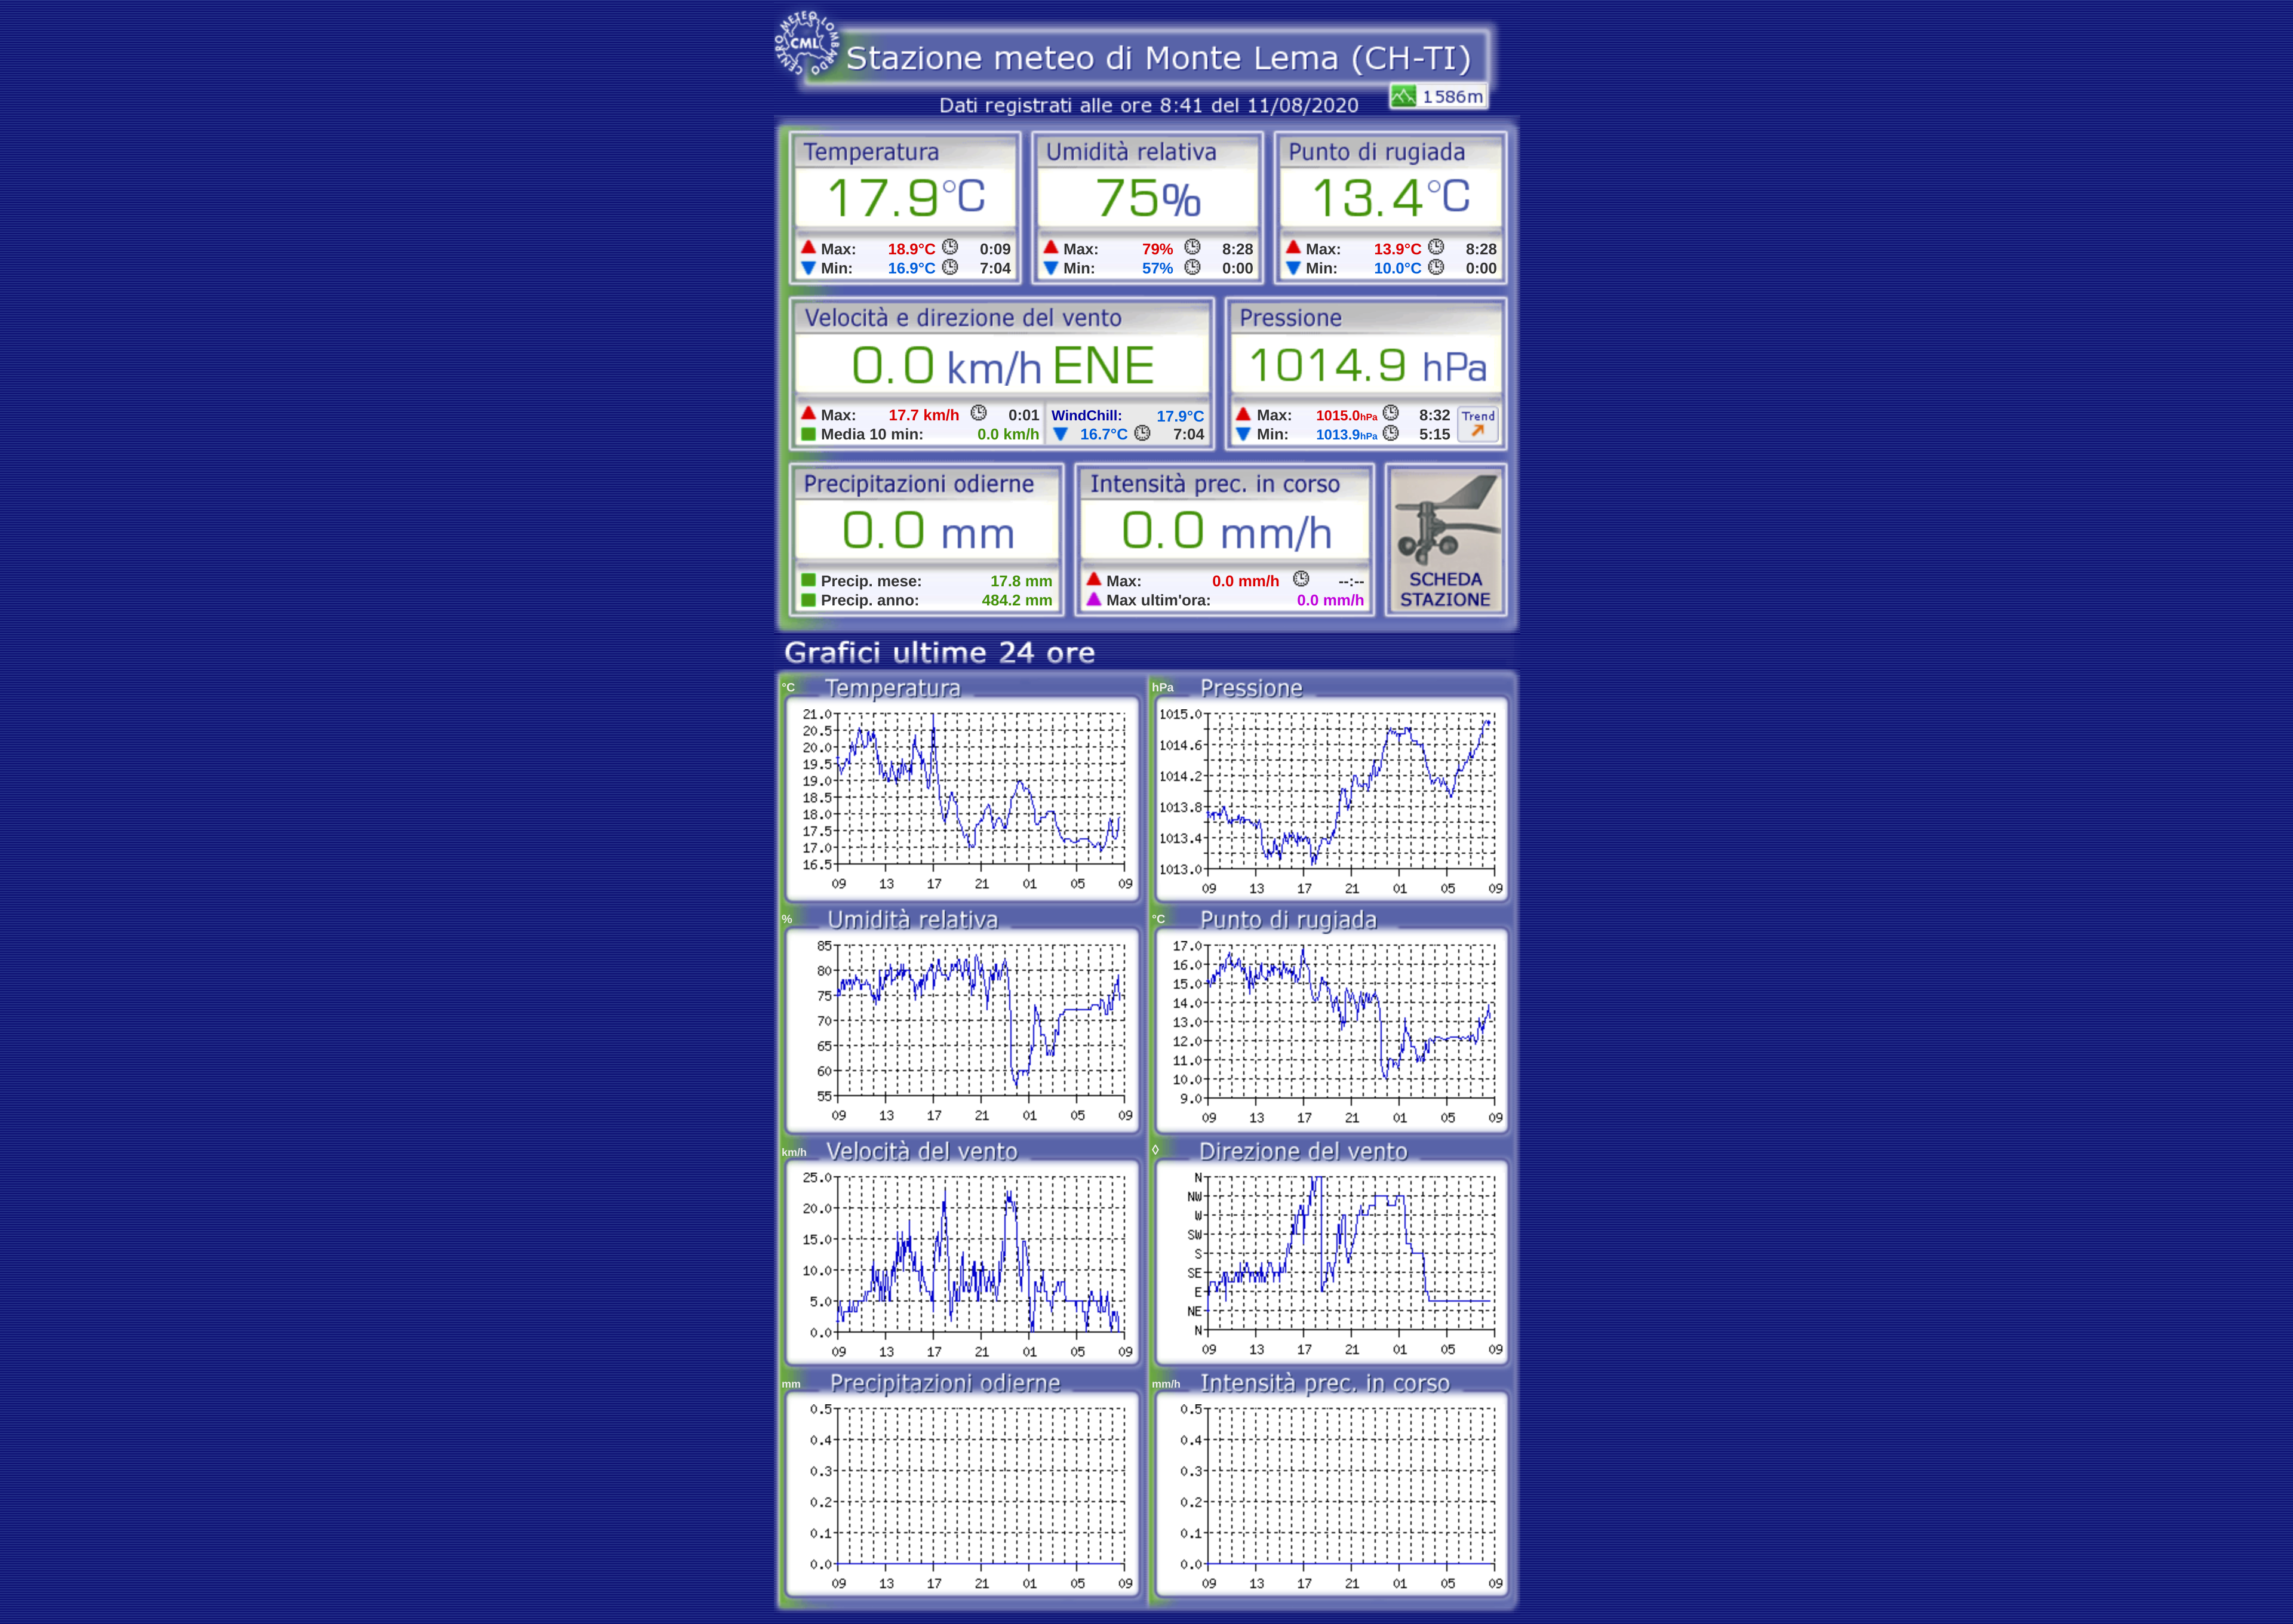 CENTRO METEO LOMBARDO
CML
Stazione meteo di Monte Lema (CH-TI)
Dati registrati alle ore 8:41 del 11/08/2020
1586m
Temperatura
17.9°C
Max: 18.9°C 0:09
Min: 16.9°C 7:04
Umidità relativa
75%
Max: 79% 8:28
Min: 57% 0:00
Punto di rugiada
13.4°C
Max: 13.9°C 8:28
Min: 10.0°C 0:00
Velocità e direzione del vento
0.0 km/h ENE
Max: 17.7 km/h 0:01
Media 10 min: 0.0 km/h
WindChill: 17.9°C
16.7°C 7:04
Pressione
1014.9 hPa
Max: 1015.0hPa 8:32
Min: 1013.9hPa 5:15
Trend
Precipitazioni odierne
0.0 mm
Precip. mese: 17.8 mm
Precip. anno: 484.2 mm
Intensità prec. in corso
0.0 mm/h
Max: 0.0 mm/h --:--
Max ultim'ora: 0.0 mm/h
SCHEDA
STAZIONE
Grafici ultime 24 ore
°C Temperatura
21.0
20.5
20.0
19.5
19.0
18.5
18.0
17.5
17.0
16.5
09 13 17 21 01 05 09
hPa Pressione
1015.0
1014.6
1014.2
1013.8
1013.4
1013.0
09 13 17 21 01 05 09
% Umidità relativa
85
80
75
70
65
60
55
09 13 17 21 01 05 09
°C Punto di rugiada
17.0
16.0
15.0
14.0
13.0
12.0
11.0
10.0
9.0
09 13 17 21 01 05 09
km/h Velocità del vento
25.0
20.0
15.0
10.0
5.0
0.0
09 13 17 21 01 05 09
◊ Direzione del vento
N
NW
W
SW
S
SE
E
NE
N
09 13 17 21 01 05 09
mm Precipitazioni odierne
0.5
0.4
0.3
0.2
0.1
0.0
09 13 17 21 01 05 09
mm/h Intensità prec. in corso
0.5
0.4
0.3
0.2
0.1
0.0
09 13 17 21 01 05 09